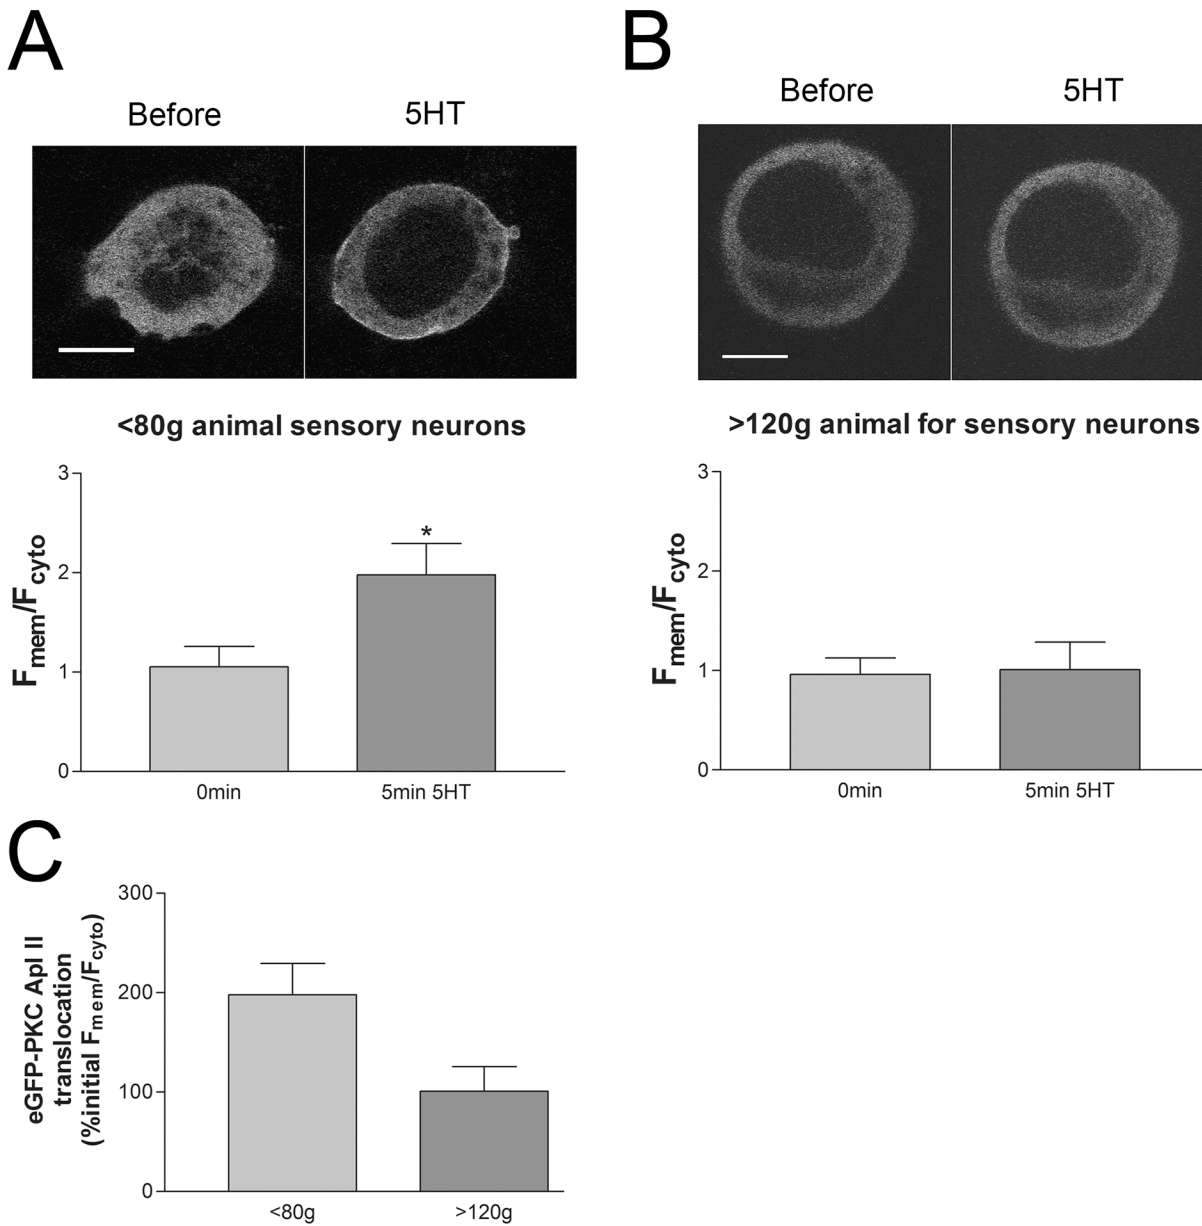 A
B
Before
5HT
Before
5HT
<80g animal sensory neurons
>120g animal for sensory neurons
3
2
1
0
Fmem/Fcyto
*
0min
5min 5HT
3
2
1
0
Fmem/Fcyto
0min
5min 5HT
C
300
200
100
0
eGFP-PKC Apl II
translocation
(%initial Fmem/Fcyto)
<80g
>120g